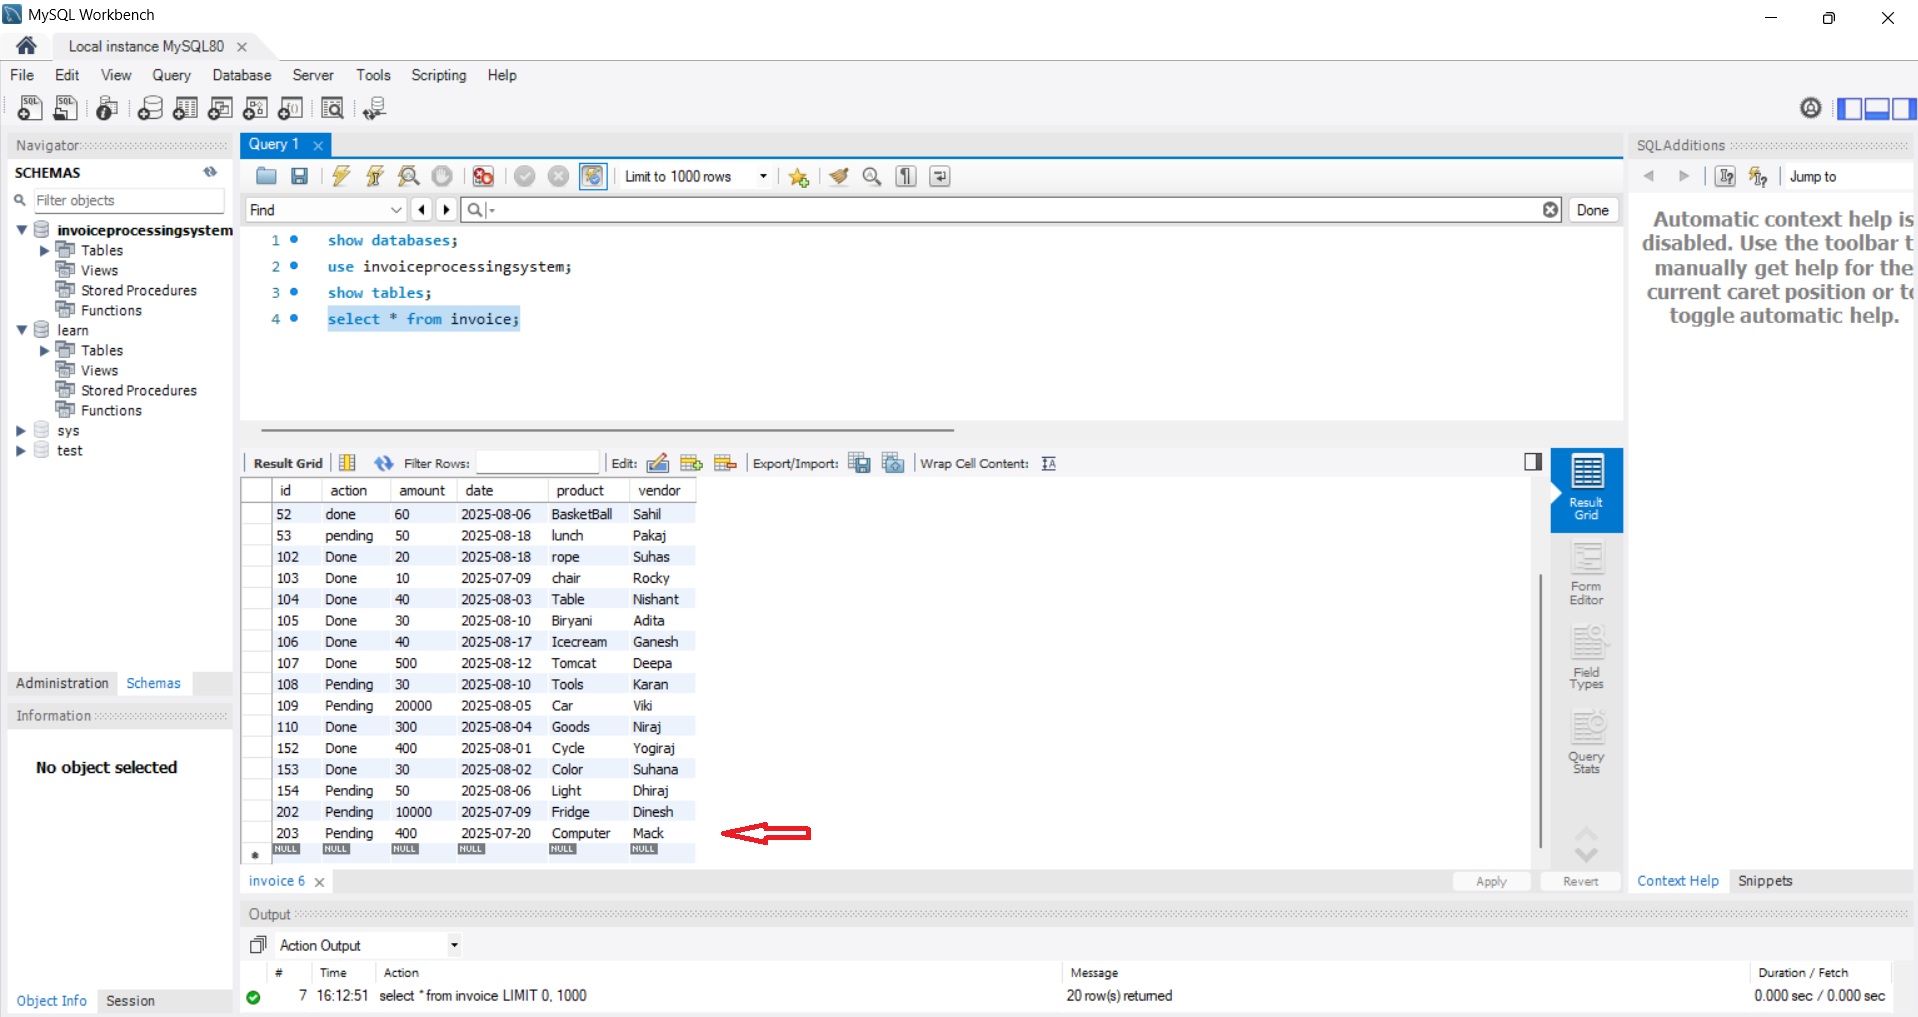 MySQL Workbench
Local instance MySQL80
File Edit View Query Database Server Tools Scripting Help
Navigator
SCHEMAS
Filter objects
invoiceprocessingsystem
Tables
Views
Stored Procedures
Functions
learn
Tables
Views
Stored Procedures
Functions
sys
test
Administration Schemas
Information
No object selected
Object Info Session
Query 1
Limit to 1000 rows
Find
Done
1 show databases;
2 use invoiceprocessingsystem;
3 show tables;
4 select * from invoice;
Result Grid Filter Rows: Edit: Export/Import: Wrap Cell Content:
id action amount date product vendor
52 done 60 2025-08-06 BasketBall Sahil
53 pending 50 2025-08-18 lunch Pakaj
102 Done 20 2025-08-18 rope Suhas
103 Done 10 2025-07-09 chair Rocky
104 Done 40 2025-08-03 Table Nishant
105 Done 30 2025-08-10 Biryani Adita
106 Done 40 2025-08-17 Icecream Ganesh
107 Done 500 2025-08-12 Tomcat Deepa
108 Pending 30 2025-08-10 Tools Karan
109 Pending 20000 2025-08-05 Car Viki
110 Done 300 2025-08-04 Goods Niraj
152 Done 400 2025-08-01 Cycle Yogiraj
153 Done 30 2025-08-02 Color Suhana
154 Pending 50 2025-08-06 Light Dhiraj
202 Pending 10000 2025-07-09 Fridge Dinesh
203 Pending 400 2025-07-20 Computer Mack
NULL NULL NULL NULL NULL NULL
Result
Grid
Form
Editor
Field
Types
Query
Stats
invoice 6
Apply Revert
SQLAdditions
Jump to
Automatic context help is
disabled. Use the toolbar t
manually get help for the
current caret position or to
toggle automatic help.
Context Help Snippets
Output
Action Output
# Time Action Message Duration / Fetch
7 16:12:51 select * from invoice LIMIT 0, 1000 20 row(s) returned 0.000 sec / 0.000 sec